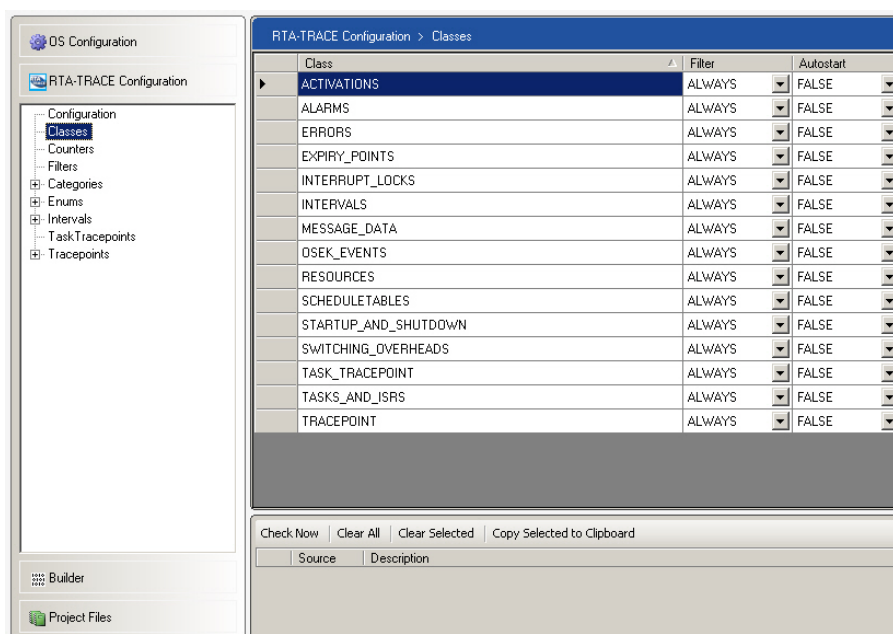 OS Configuration
RTA-TRACE Configuration
Configuration
Classes
Counters
Filters
Categories
Enums
Intervals
TaskTracepoints
Tracepoints
Builder
Project Files
RTA-TRACE Configuration > Classes
Class Filter Autostart
ACTIVATIONS ALWAYS FALSE
ALARMS ALWAYS FALSE
ERRORS ALWAYS FALSE
EXPIRY_POINTS ALWAYS FALSE
INTERRUPT_LOCKS ALWAYS FALSE
INTERVALS ALWAYS FALSE
MESSAGE_DATA ALWAYS FALSE
OSEK_EVENTS ALWAYS FALSE
RESOURCES ALWAYS FALSE
SCHEDULETABLES ALWAYS FALSE
STARTUP_AND_SHUTDOWN ALWAYS FALSE
SWITCHING_OVERHEADS ALWAYS FALSE
TASK_TRACEPOINT ALWAYS FALSE
TASKS_AND_ISRS ALWAYS FALSE
TRACEPOINT ALWAYS FALSE
Check Now Clear All Clear Selected Copy Selected to Clipboard
Source Description